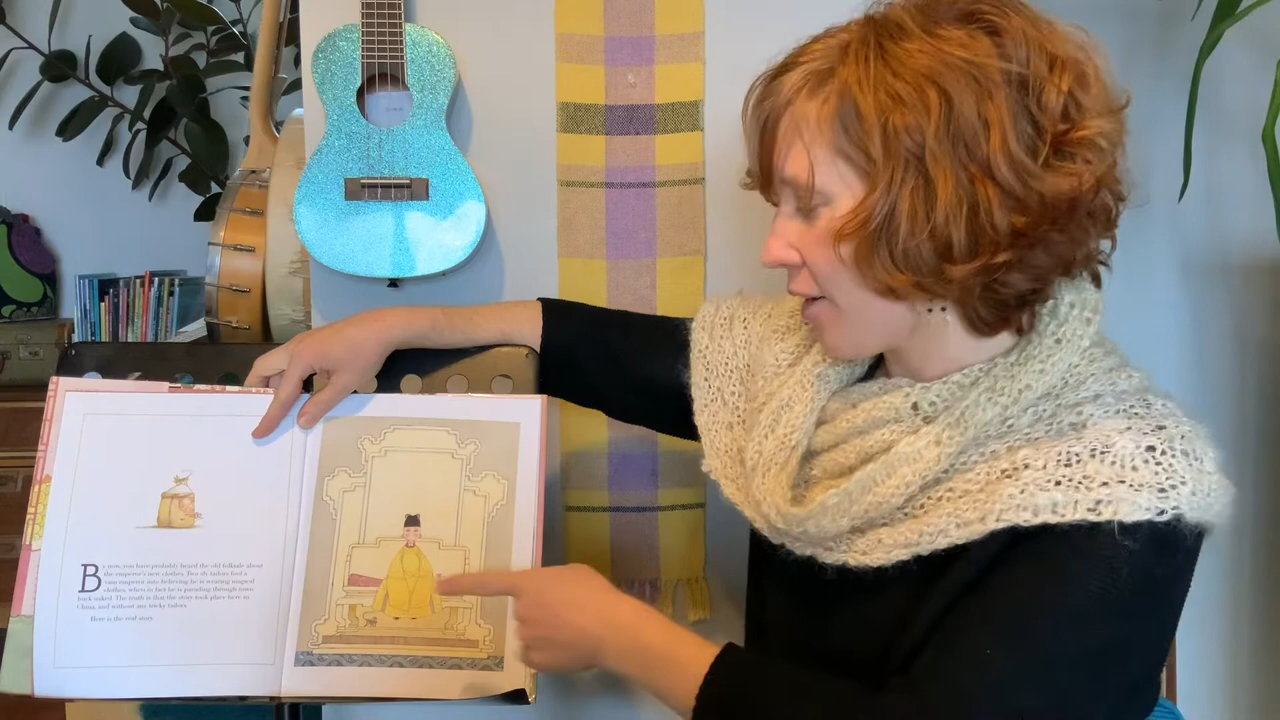 By now you have probably heard the old folktale about
the emperor's new clothes. Two sly tailors fool a
vain emperor into believing he is wearing magical
clothes, when in fact he is parading through town
buck naked. The truth is that the story took place here in
China, and without any tricky tailors.
Here is the real story.